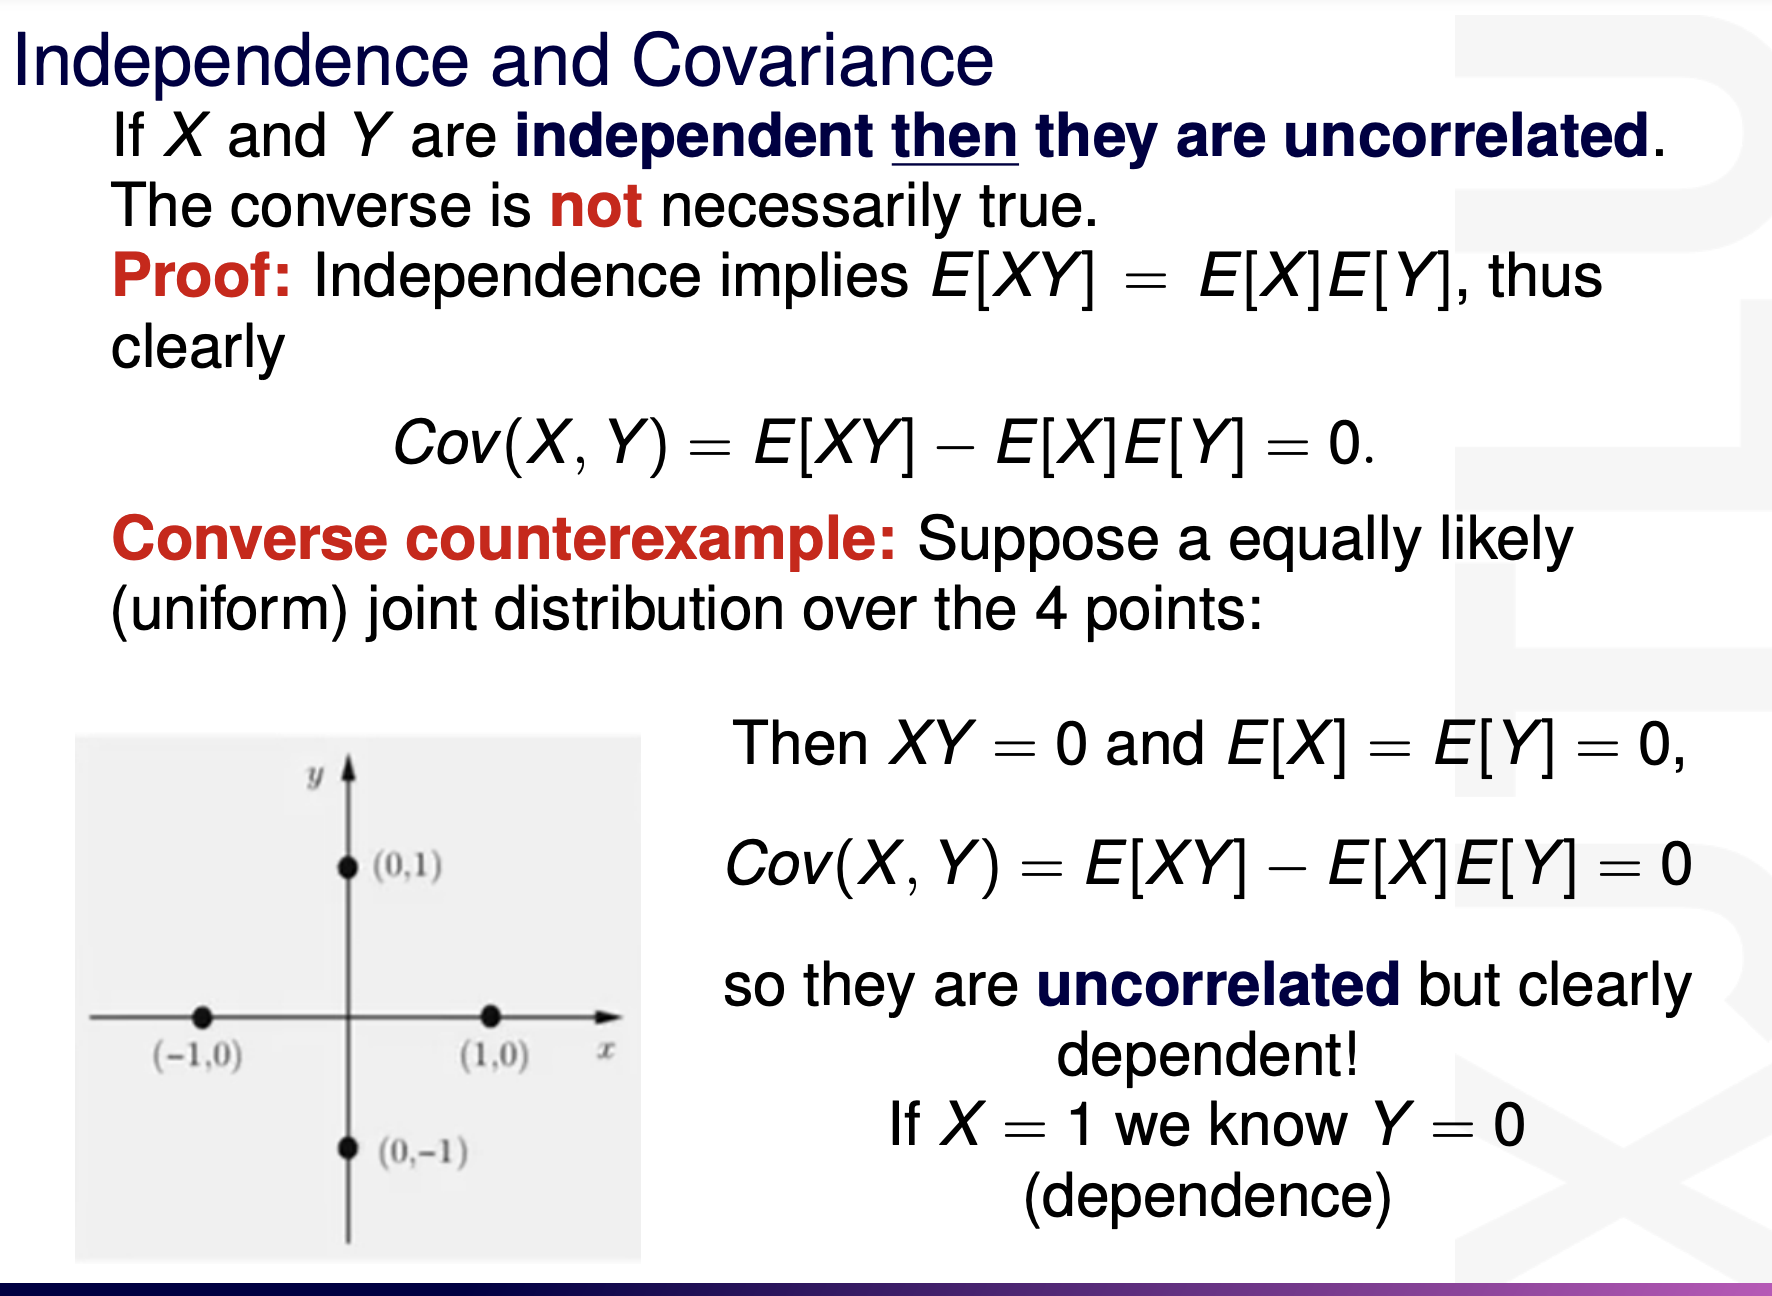 Independence and Covariance
If X and Y are independent then they are uncorrelated.
The converse is not necessarily true.
Proof: Independence implies E[XY] = E[X]E[Y], thus
clearly
Cov(X, Y) = E[XY] − E[X]E[Y] = 0.
Converse counterexample: Suppose a equally likely
(uniform) joint distribution over the 4 points:
Then XY = 0 and E[X] = E[Y] = 0,
Cov(X, Y) = E[XY] − E[X]E[Y] = 0
so they are uncorrelated but clearly
dependent!
If X = 1 we know Y = 0
(dependence)
y
(0,1)
(−1,0)
(1,0)
x
(0,−1)